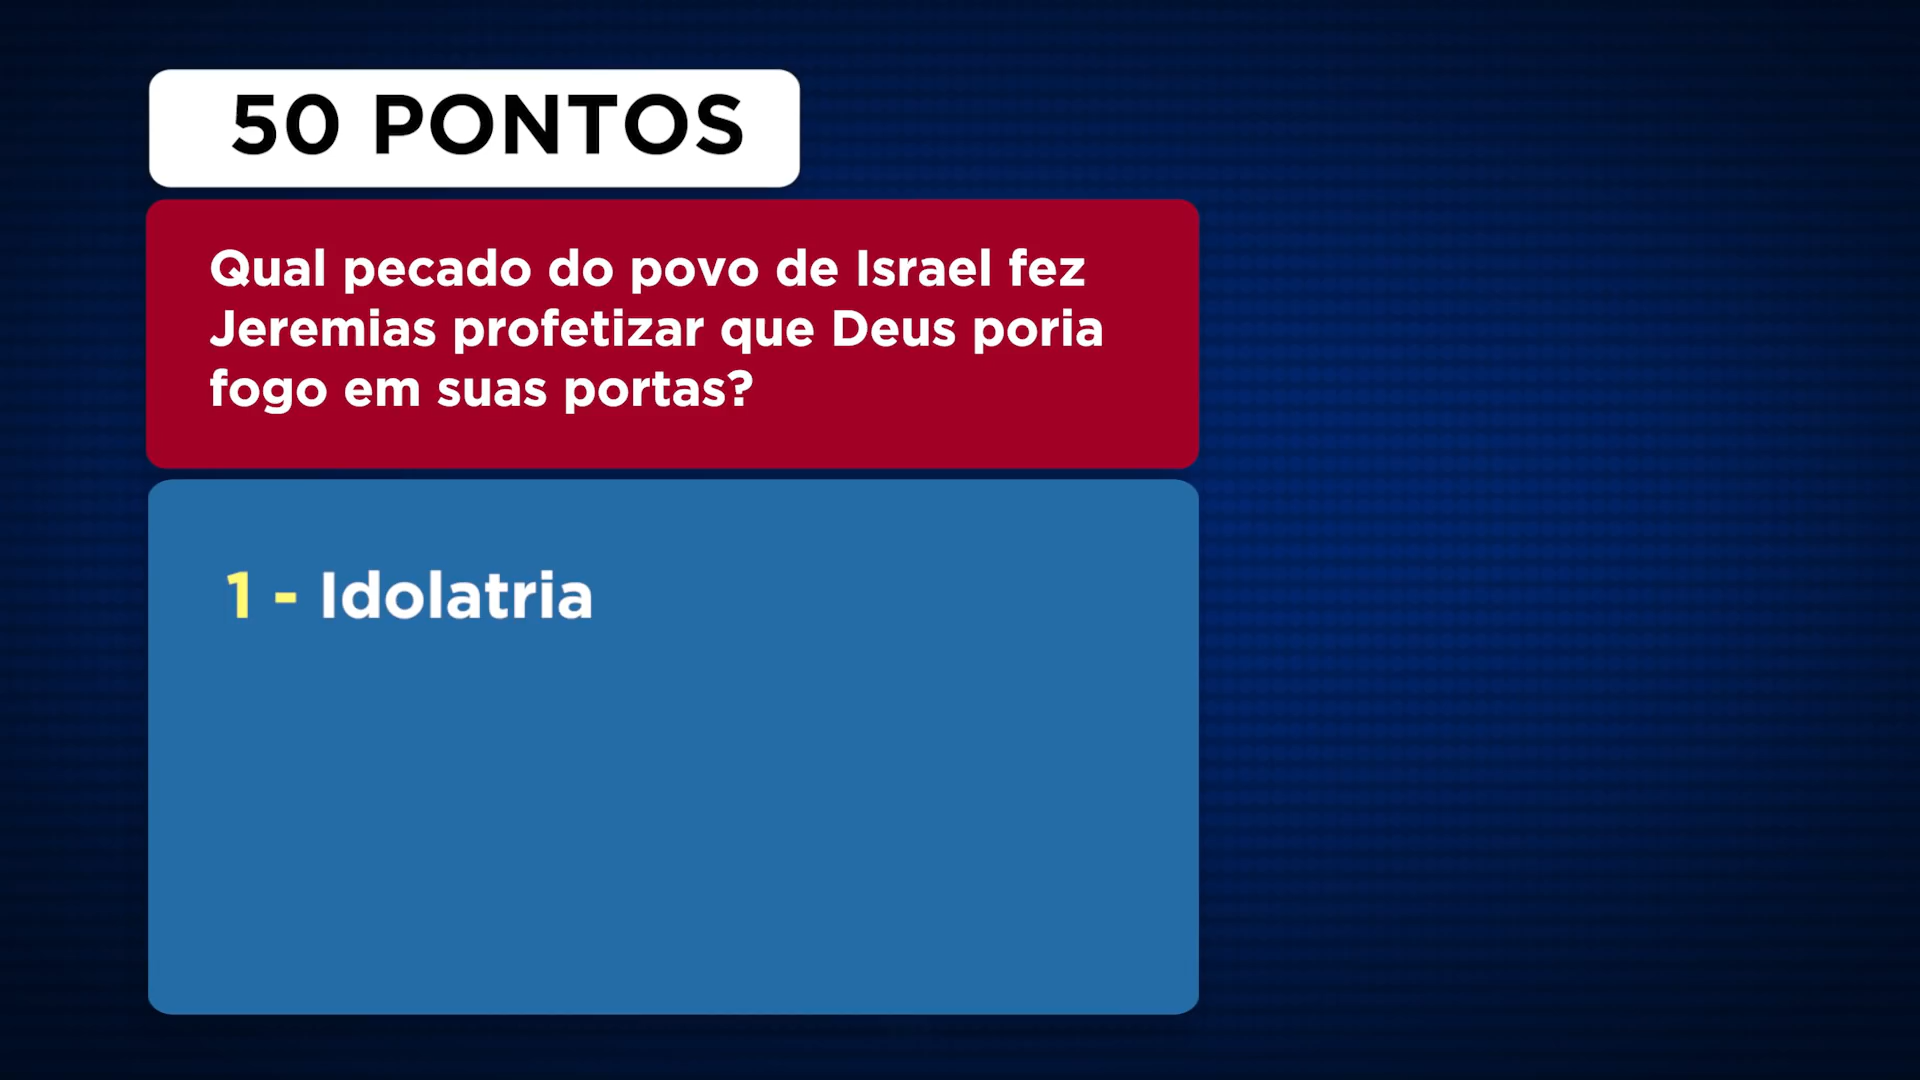 50 PONTOS
Qual pecado do povo de Israel fez
Jeremias profetizar que Deus poria
fogo em suas portas?
1 - Idolatria